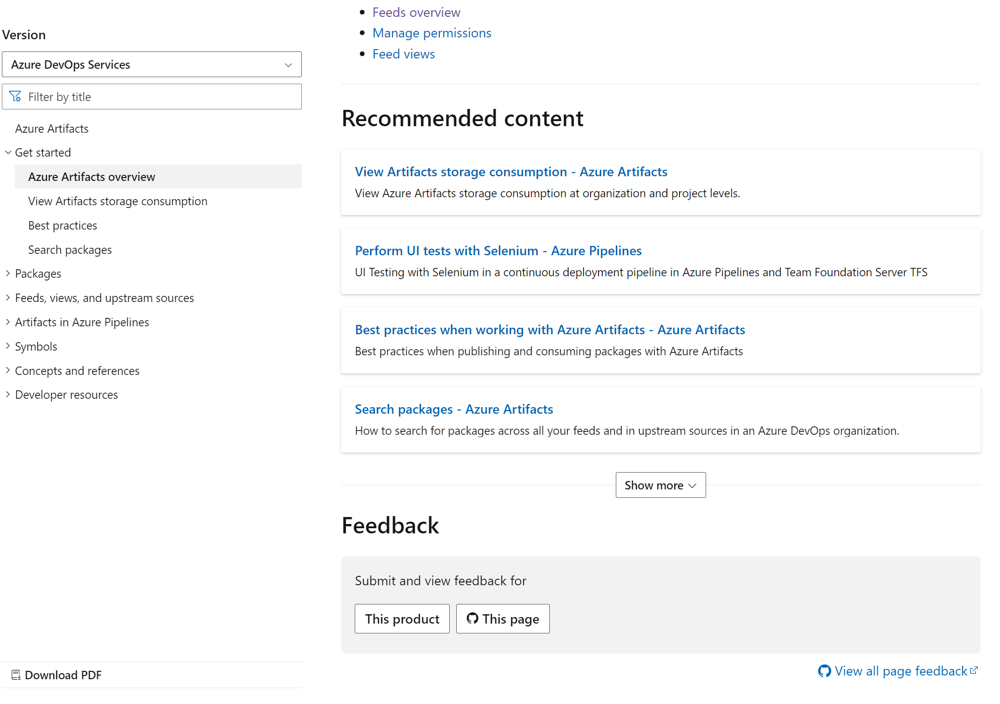 Version
Azure DevOps Services
Filter by title
Azure Artifacts
Get started
Azure Artifacts overview
View Artifacts storage consumption
Best practices
Search packages
Packages
Feeds, views, and upstream sources
Artifacts in Azure Pipelines
Symbols
Concepts and references
Developer resources
Download PDF
Feeds overview
Manage permissions
Feed views
Recommended content
View Artifacts storage consumption - Azure Artifacts
View Azure Artifacts storage consumption at organization and project levels.
Perform UI tests with Selenium - Azure Pipelines
UI Testing with Selenium in a continuous deployment pipeline in Azure Pipelines and Team Foundation Server TFS
Best practices when working with Azure Artifacts - Azure Artifacts
Best practices when publishing and consuming packages with Azure Artifacts
Search packages - Azure Artifacts
How to search for packages across all your feeds and in upstream sources in an Azure DevOps organization.
Show more
Feedback
Submit and view feedback for
This product
This page
View all page feedback